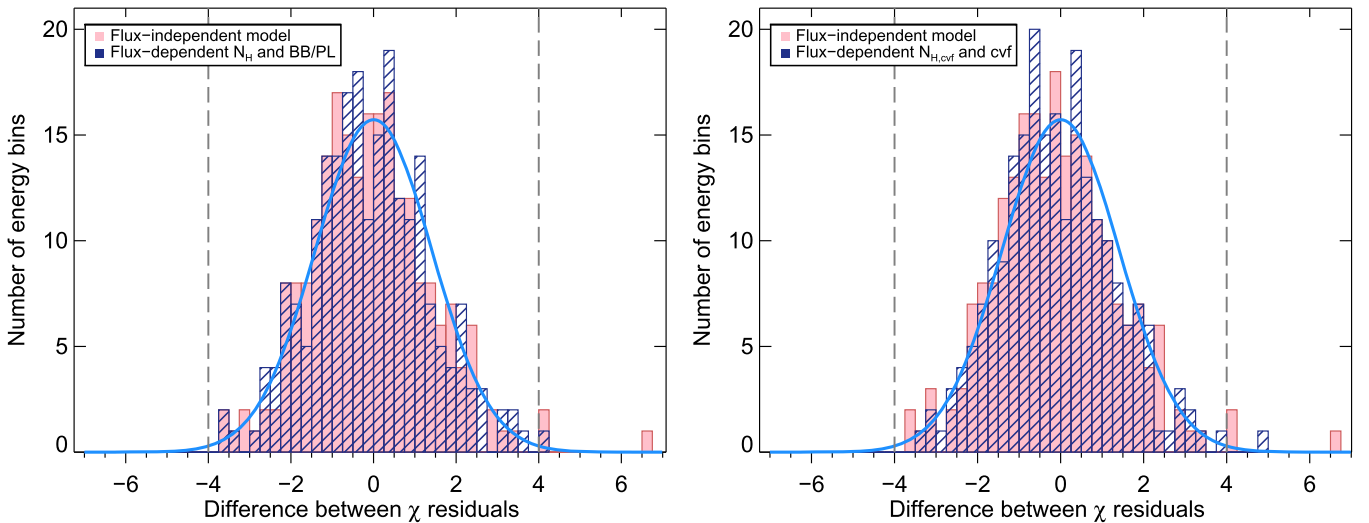 Flux−independent model
Flux−dependent NH and BB/PL
20
15
10
5
0
Number of energy bins
−6 −4 −2 0 2 4 6
Difference between χ residuals
Flux−independent model
Flux−dependent NH,cvf and cvf
20
15
10
5
0
Number of energy bins
−6 −4 −2 0 2 4 6
Difference between χ residuals